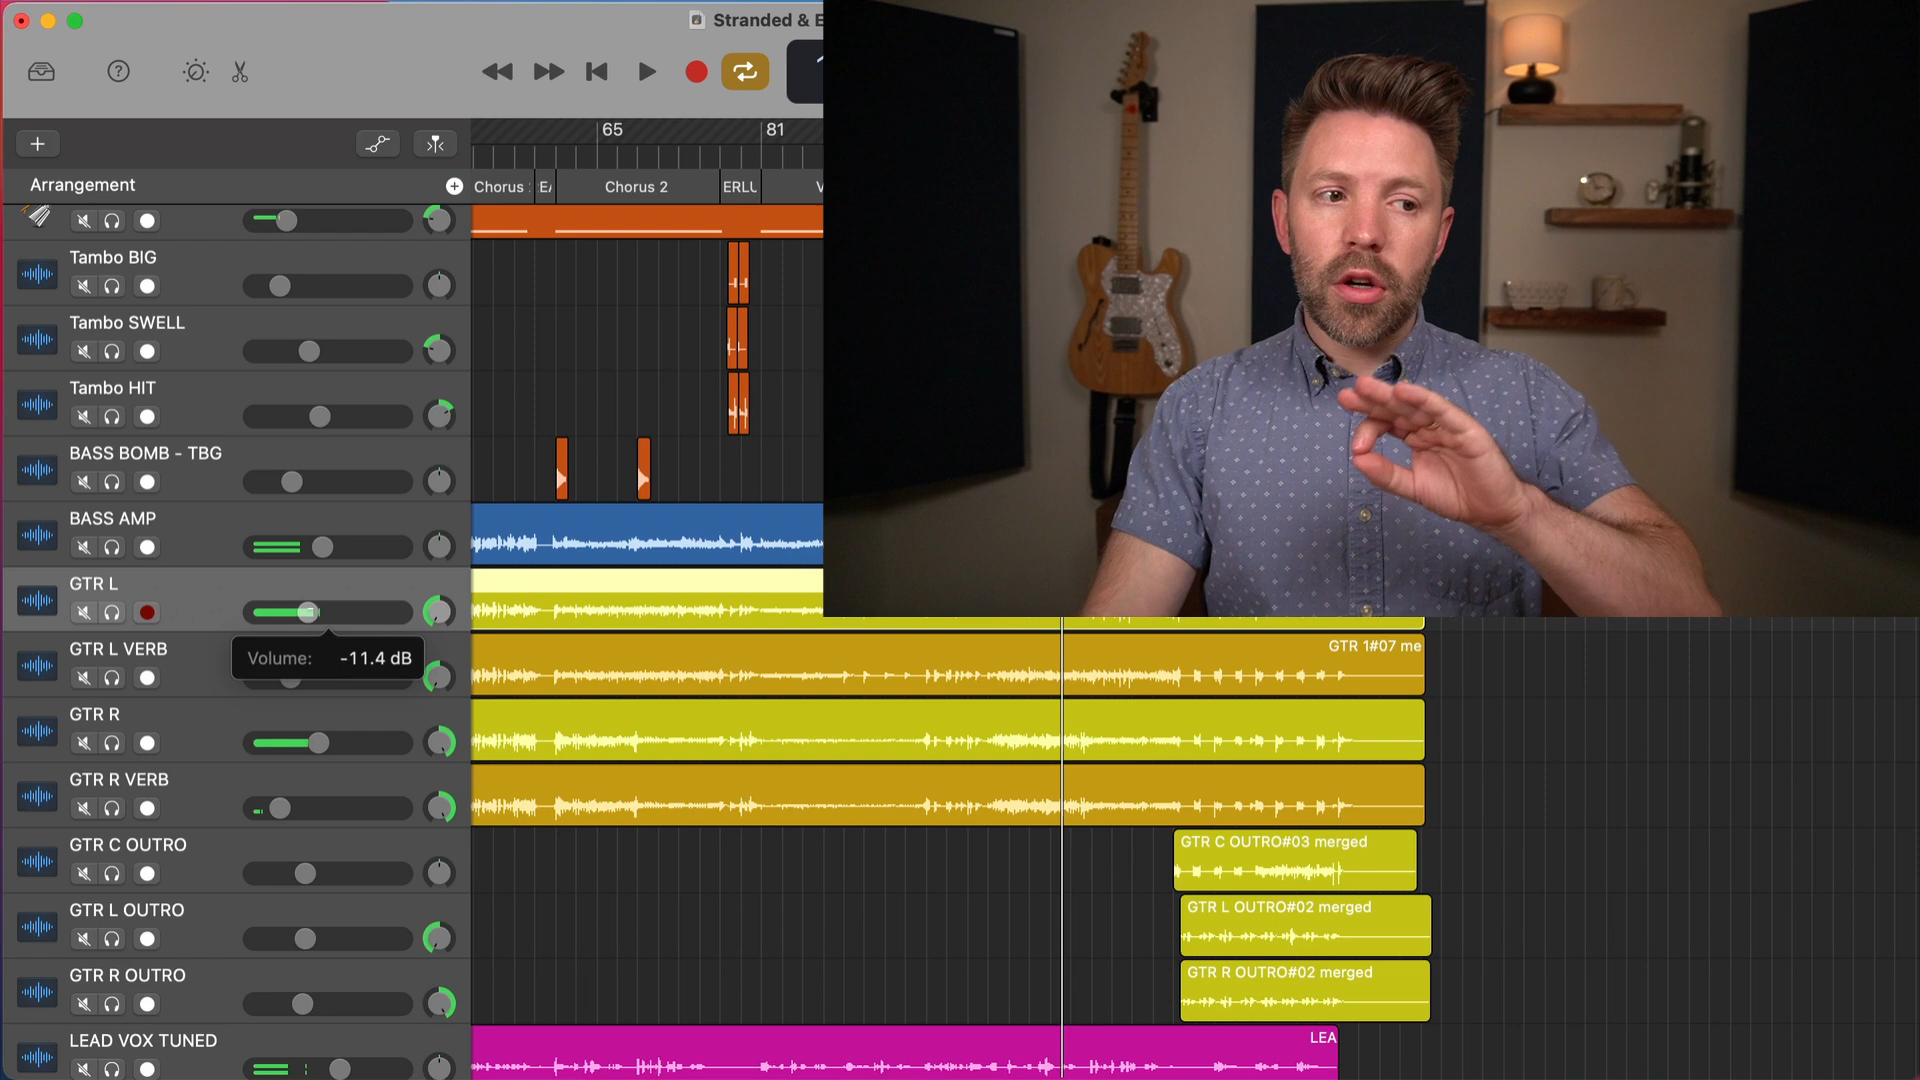 Stranded & E
65
81
Arrangement
Chorus
Chorus 2
ERLU
V
Tambo BIG
Tambo SWELL
Tambo HIT
BASS BOMB - TBG
BASS AMP
GTR L
Volume: -11.4 dB
GTR L VERB
GTR 1#07 me
GTR R
GTR R VERB
GTR C OUTRO
GTR C OUTRO#03 merged
GTR L OUTRO
GTR L OUTRO#02 merged
GTR R OUTRO
GTR R OUTRO#02 merged
LEAD VOX TUNED
LEA